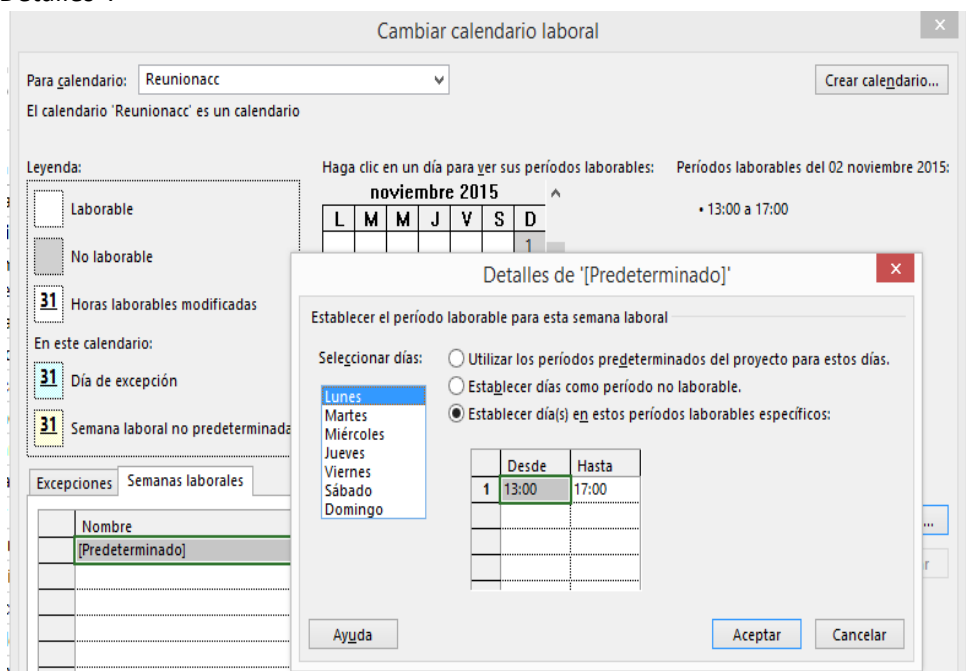 Cambiar calendario laboral
x
Para calendario: Reunionacc
Crear calendario...
El calendario 'Reunionacc' es un calendario
Leyenda:
Haga clic en un día para ver sus períodos laborables:
Períodos laborables del 02 noviembre 2015:
Laborable
noviembre 2015
L M M J V S D
1
• 13:00 a 17:00
No laborable
31 Horas laborables modificadas
En este calendario:
31 Día de excepción
31 Semana laboral no predeterminada
Excepciones Semanas laborales
Nombre
[Predeterminado]
Detalles de '[Predeterminado]'
x
Establecer el período laborable para esta semana laboral
Seleccionar días:
Utilizar los períodos predeterminados del proyecto para estos días.
Establecer días como período no laborable.
Establecer día(s) en estos períodos laborables específicos:
Lunes
Martes
Miércoles
Jueves
Viernes
Sábado
Domingo
Desde Hasta
1 13:00 17:00
...
Ayuda
Aceptar
Cancelar